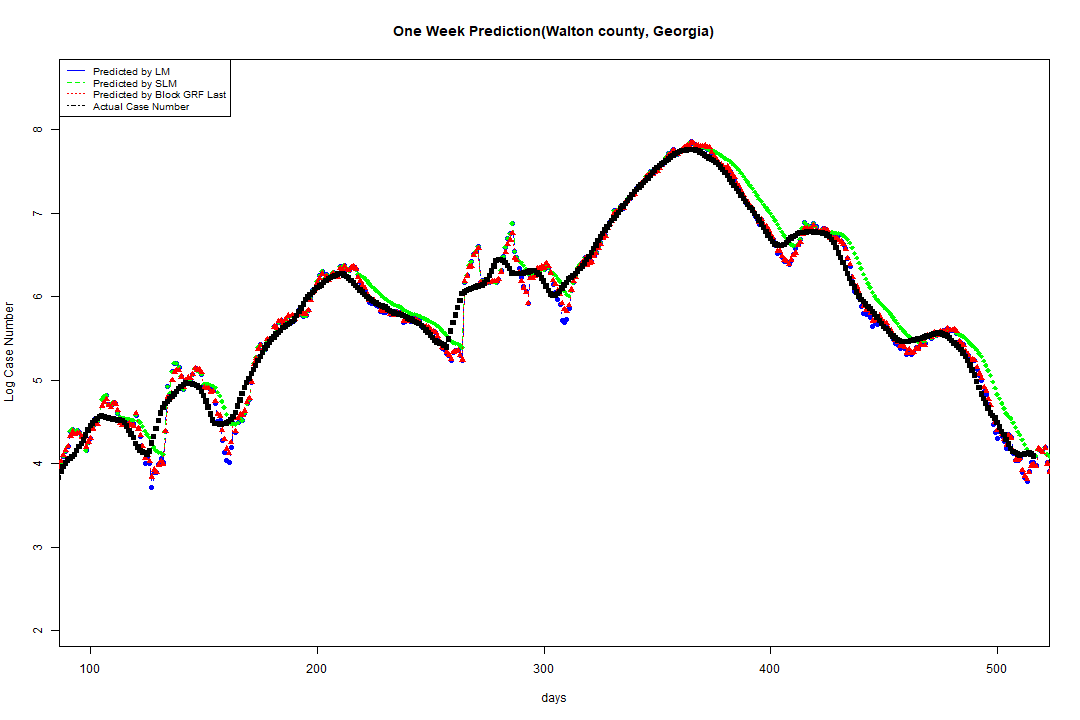 One Week Prediction(Walton county, Georgia)
Predicted by LM
Predicted by SLM
Predicted by Block GRF Last
Actual Case Number
8
7
6
5
4
3
2
Log Case Number
100 200 300 400 500
days